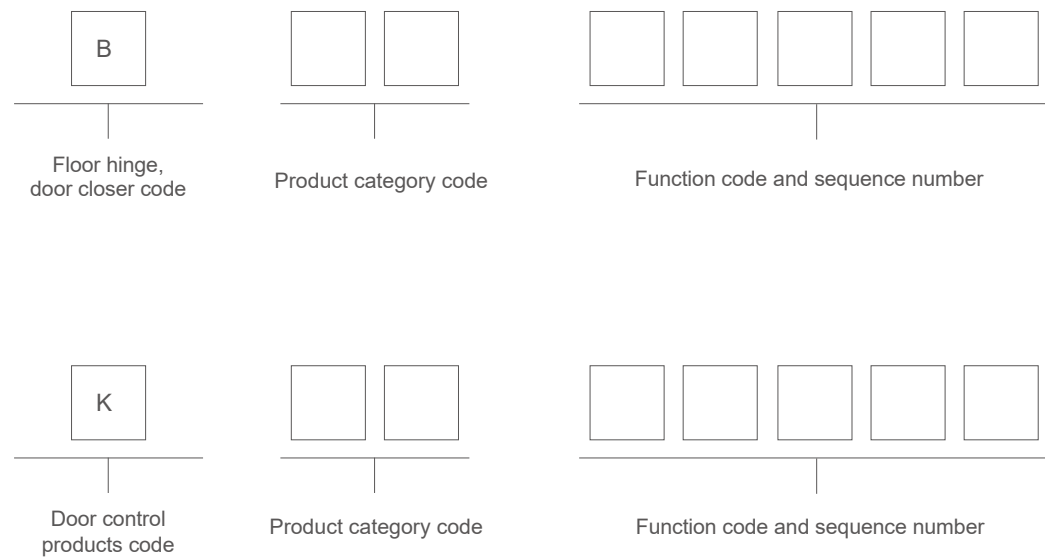 B
Floor hinge,
door closer code
Product category code
Function code and sequence number
K
Door control
products code
Product category code
Function code and sequence number